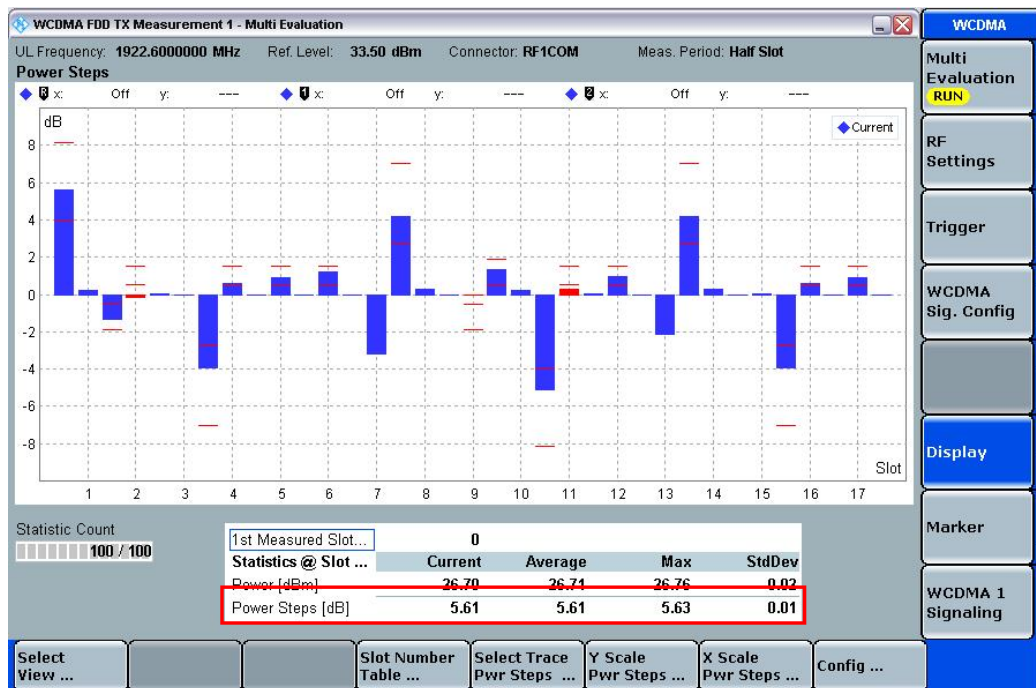 WCDMA FDD TX Measurement 1 - Multi Evaluation
WCDMA
UL Frequency: 1922.6000000 MHz Ref. Level: 33.50 dBm Connector: RF1COM Meas. Period: Half Slot
Power Steps
R x: Off y: --- 1 x: Off y: --- 2 x: Off y: ---
dB
Current
8
6
4
2
0
-2
-4
-6
-8
Slot
1 2 3 4 5 6 7 8 9 10 11 12 13 14 15 16 17
Statistic Count
100 / 100
1st Measured Slot... 0
Statistics @ Slot ... Current Average Max StdDev
Power [dBm] 26.70 26.71 26.76 0.02
Power Steps [dB] 5.61 5.61 5.63 0.01
Multi
Evaluation
RUN
RF
Settings
Trigger
WCDMA
Sig. Config
Display
Marker
WCDMA 1
Signaling
Select
View ...
Slot Number
Table ...
Select Trace
Pwr Steps ...
Y Scale
Pwr Steps ...
X Scale
Pwr Steps ...
Config ...